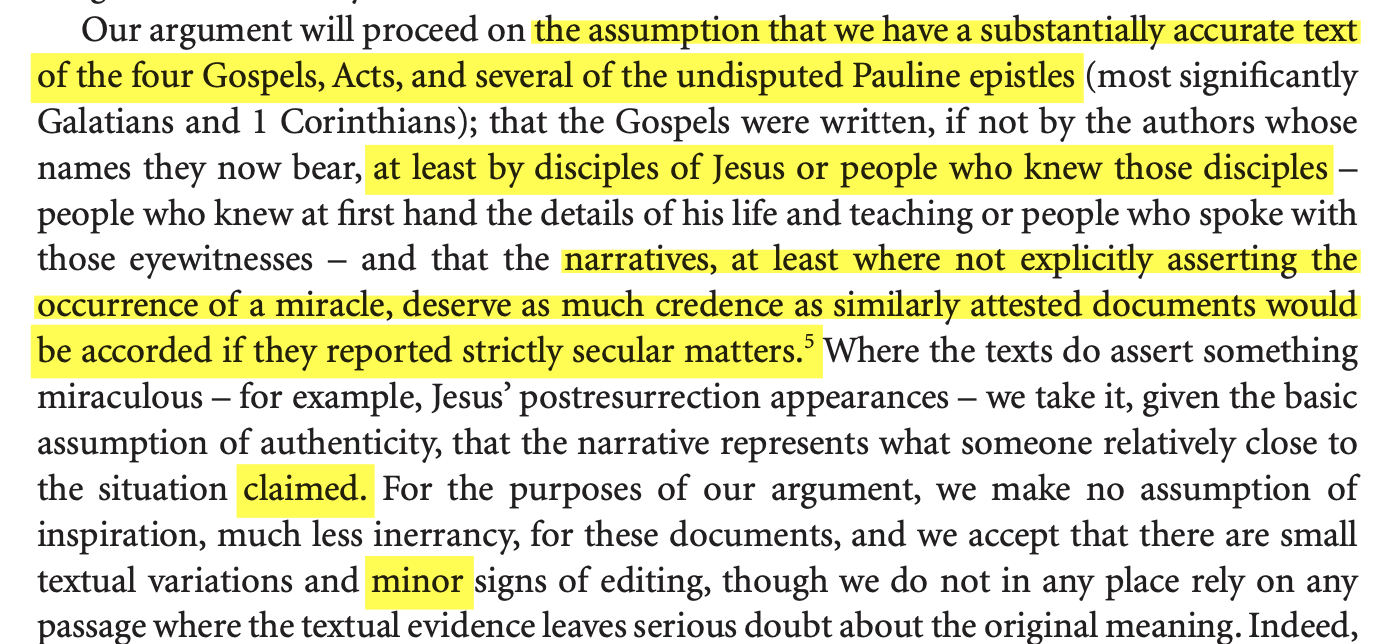 Our argument will proceed on the assumption that we have a substantially accurate text
of the four Gospels, Acts, and several of the undisputed Pauline epistles (most significantly
Galatians and 1 Corinthians); that the Gospels were written, if not by the authors whose
names they now bear, at least by disciples of Jesus or people who knew those disciples –
people who knew at first hand the details of his life and teaching or people who spoke with
those eyewitnesses – and that the narratives, at least where not explicitly asserting the
occurrence of a miracle, deserve as much credence as similarly attested documents would
be accorded if they reported strictly secular matters.⁵ Where the texts do assert something
miraculous – for example, Jesus’ postresurrection appearances – we take it, given the basic
assumption of authenticity, that the narrative represents what someone relatively close to
the situation claimed. For the purposes of our argument, we make no assumption of
inspiration, much less inerrancy, for these documents, and we accept that there are small
textual variations and minor signs of editing, though we do not in any place rely on any
passage where the textual evidence leaves serious doubt about the original meaning. Indeed,